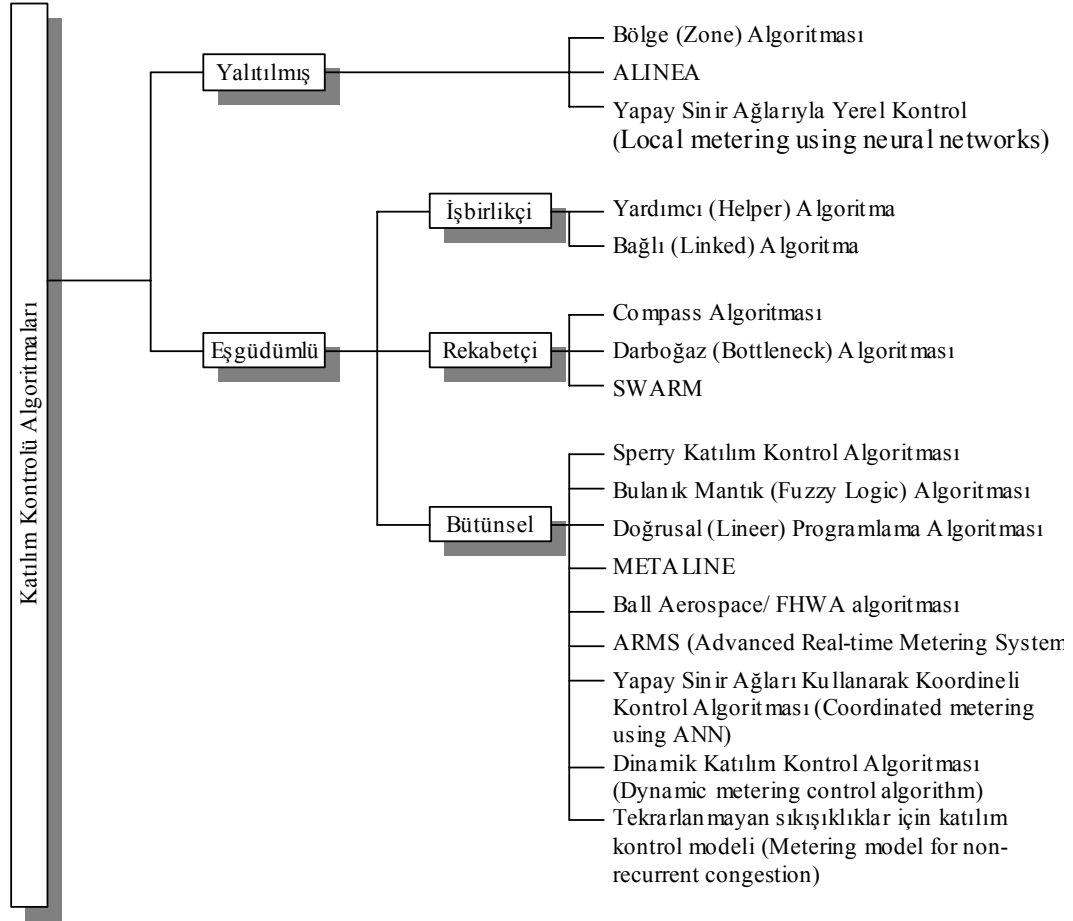 Katılım Kontrolü Algoritmaları
Yalıtılmış
Bölge (Zone) Algoritması
ALINEA
Yapay Sinir Ağlarıyla Yerel Kontrol
(Local metering using neural networks)
Eşgüdümlü
İşbirlikçi
Yardımcı (Helper) Algoritma
Bağlı (Linked) Algoritma
Rekabetçi
Compass Algoritması
Darboğaz (Bottleneck) Algoritması
SWARM
Bütünsel
Sperry Katılım Kontrol Algoritması
Bulanık Mantık (Fuzzy Logic) Algoritması
Doğrusal (Lineer) Programlama Algoritması
METALINE
Ball Aerospace/ FHWA algoritması
ARMS (Advanced Real-time Metering System
Yapay Sinir Ağları Kullanarak Koordineli
Kontrol Algoritması (Coordinated metering
using ANN)
Dinamik Katılım Kontrol Algoritması
(Dynamic metering control algorithm)
Tekrarlanmayan sıkışıklıklar için katılım
kontrol modeli (Metering model for non-
recurrent congestion)